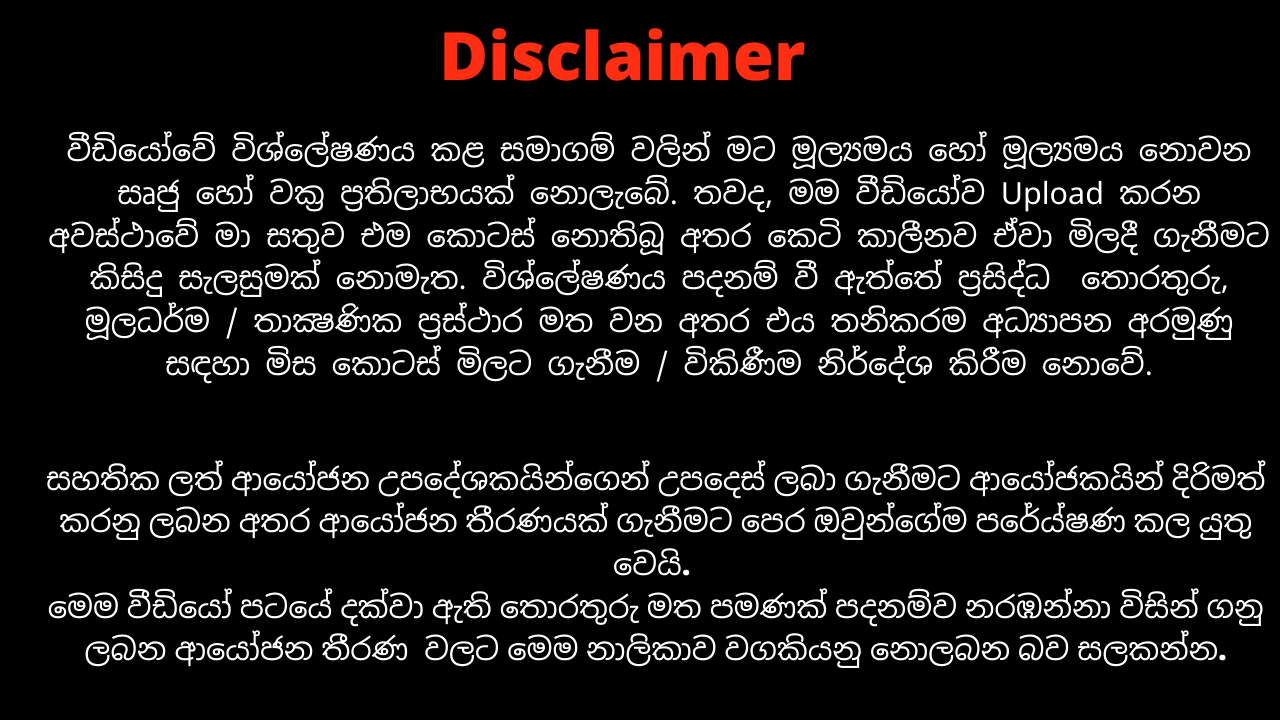 Disclaimer
වීඩියෝවේ විශ්ලේෂණය කළ සමාගම් වලින් මට මූල්‍යමය හෝ මූල්‍යමය නොවන
සෘජු හෝ වක්‍ර ප්‍රතිලාභයක් නොලැබේ. තවද, මම වීඩියෝව Upload කරන
අවස්ථාවේ මා සතුව එම කොටස් නොතිබූ අතර කෙටි කාලීනව ඒවා මිලදී ගැනීමට
කිසිදු සැලසුමක් නොමැත. විශ්ලේෂණය පදනම් වී ඇත්තේ ප්‍රසිද්ධ තොරතුරු,
මූලධර්ම / තාක්‍ෂණික ප්‍රස්ථාර මත වන අතර එය තනිකරම අධ්‍යාපන අරමුණු
සඳහා මිස කොටස් මිලට ගැනීම / විකිණීම නිර්දේශ කිරීම නොවේ.
සහතික ලත් ආයෝජන උපදේශකයින්ගෙන් උපදෙස් ලබා ගැනීමට ආයෝජකයින් දිරිමත්
කරනු ලබන අතර ආයෝජන තීරණයක් ගැනීමට පෙර ඔවුන්ගේම පරේය්ෂණ කල යුතු
වෙයි.
මෙම වීඩියෝ පටයේ දක්වා ඇති තොරතුරු මත පමණක් පදනම්ව නරඹන්නා විසින් ගනු
ලබන ආයෝජන තීරණ වලට මෙම නාලිකාව වගකියනු නොලබන බව සලකන්න.